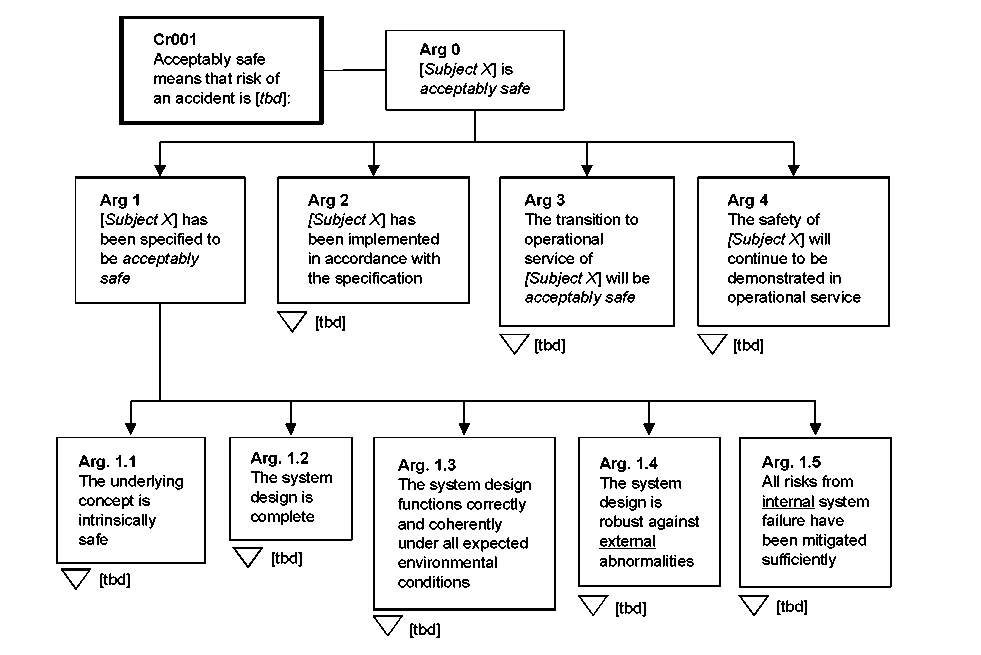 Cr001
Acceptably safe
means that risk of
an accident is [tbd]:
Arg 0
[Subject X] is
acceptably safe
Arg 1
[Subject X] has
been specified to
be acceptably
safe
Arg 2
[Subject X] has
been implemented
in accordance with
the specification
[tbd]
Arg 3
The transition to
operational
service of
[Subject X] will be
acceptably safe
[tbd]
Arg 4
The safety of
[Subject X] will
continue to be
demonstrated in
operational service
[tbd]
Arg. 1.1
The underlying
concept is
intrinsically
safe
[tbd]
Arg. 1.2
The system
design is
complete
[tbd]
Arg. 1.3
The system design
functions correctly
and coherently
under all expected
environmental
conditions
[tbd]
Arg. 1.4
The system
design is
robust against
external
abnormalities
[tbd]
Arg. 1.5
All risks from
internal system
failure have
been mitigated
sufficiently
[tbd]